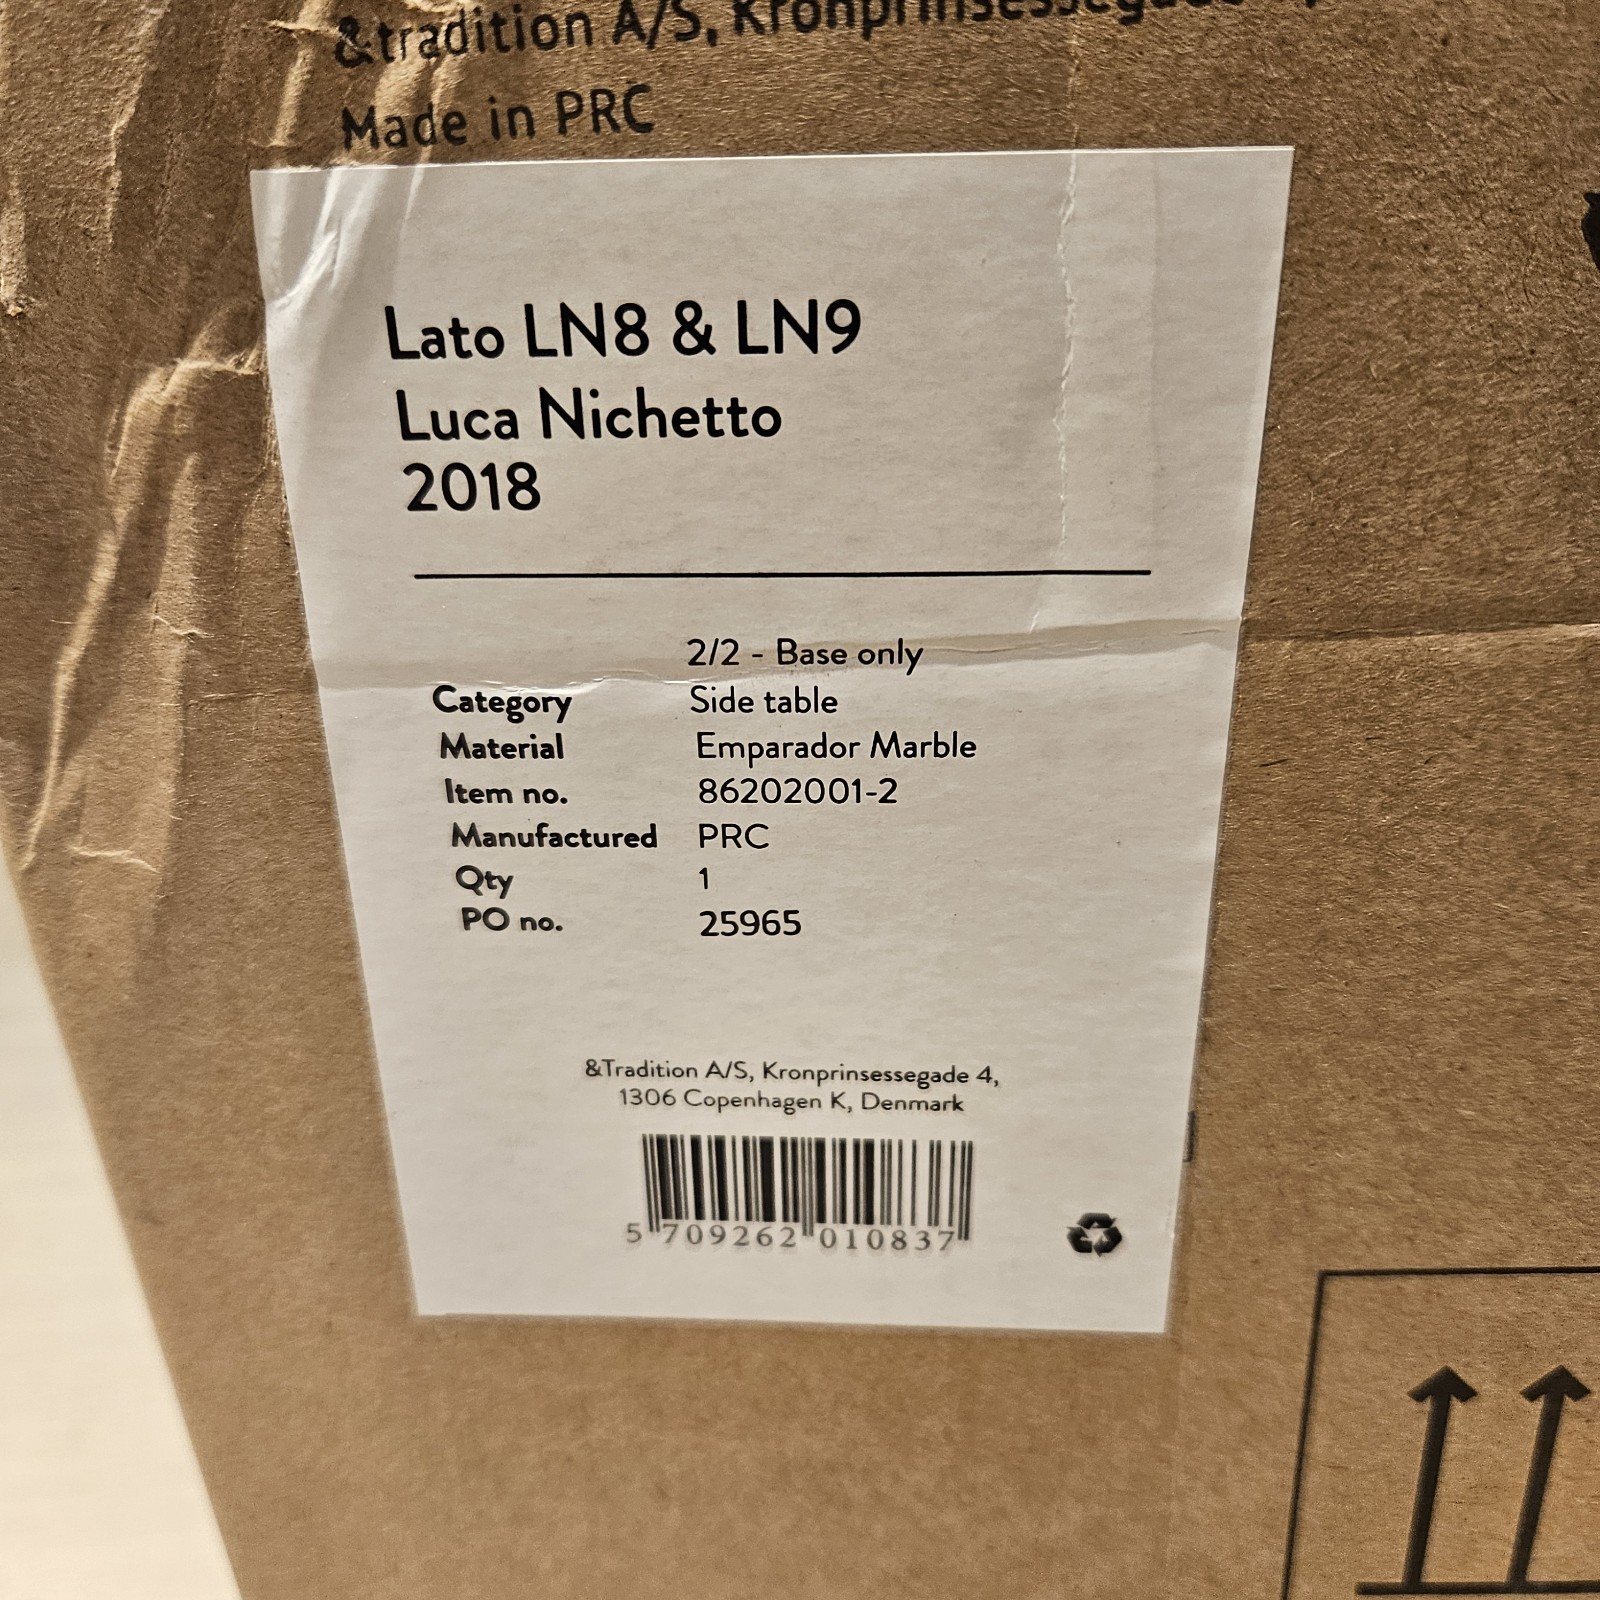 &tradition A/S, Kronprinsessegade
Made in PRC
Lato LN8 & LN9
Luca Nichetto
2018
2/2 - Base only
Category Side table
Material Emparador Marble
Item no. 86202001-2
Manufactured PRC
Qty 1
PO no. 25965
&Tradition A/S, Kronprinsessegade 4,
1306 Copenhagen K, Denmark
5 709262 010837